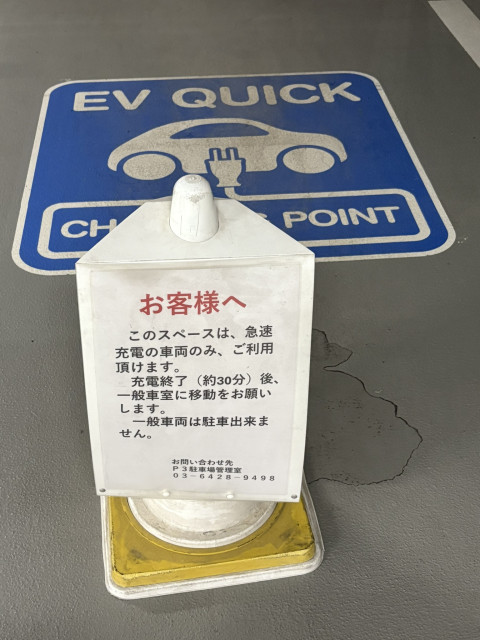 EV QUICK
CH S POINT
お客様へ
このスペースは、急速
充電の車両のみ、ご利用
頂けます。
充電終了（約30分）後、
一般車室に移動をお願い
します。
一般車両は駐車出来ま
せん。
お問い合わせ先
P3駐車場管理室
03-6428-9498